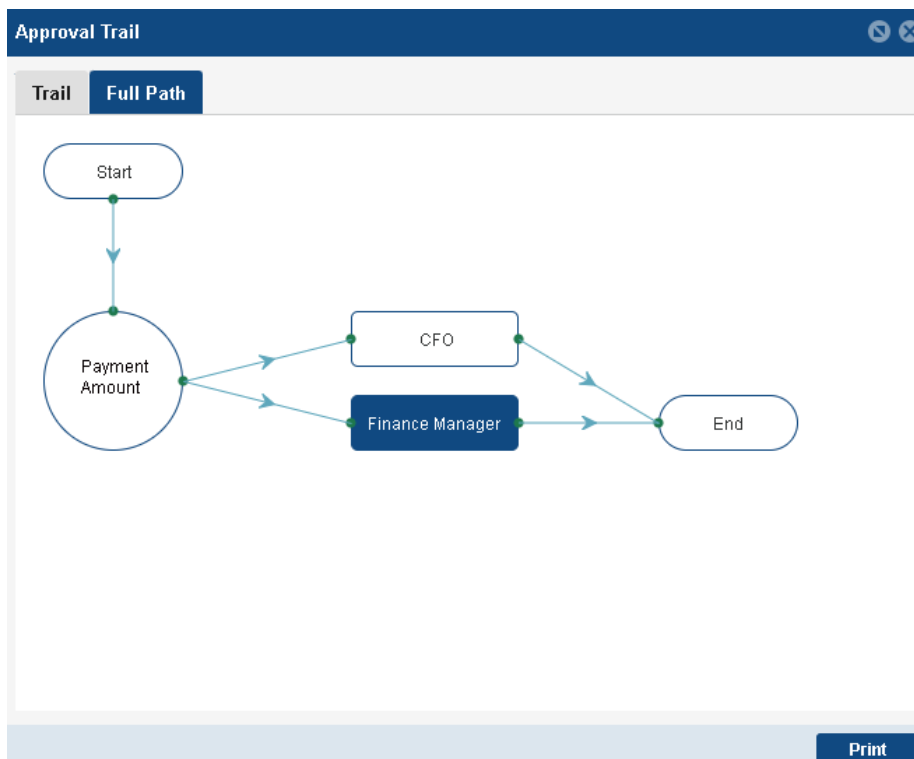 Approval Trail
Trail
Full Path
Start
Payment
Amount
CFO
Finance Manager
End
Print